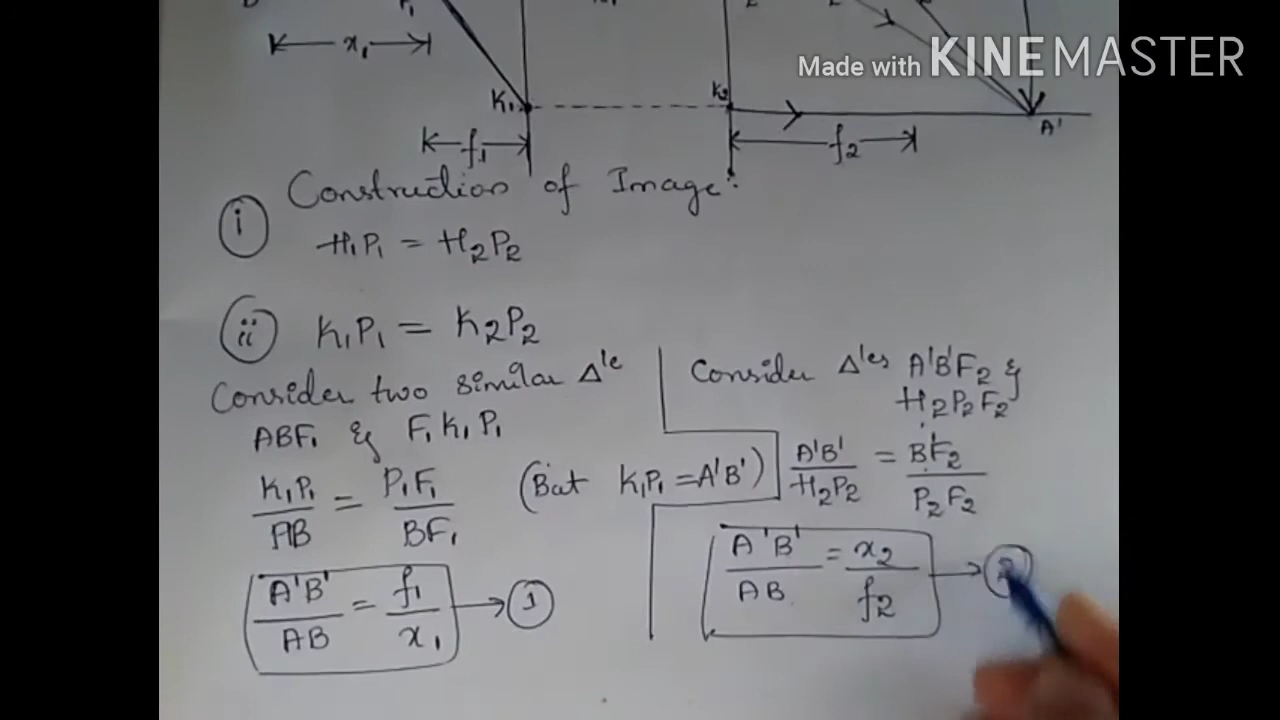 Made with KINEMASTER
x₁
K₁
K₂
A'
f₁
f₂
i Construction of Image:
H₁P₁ = H₂P₂
ii K₁P₁ = K₂P₂
Consider two similar Δ'le
ABF₁ & F₁K₁P₁
K₁P₁/AB = P₁F₁/BF₁ (But K₁P₁ = A'B')
A'B'/AB = f₁/x₁ → 1
Consider Δ'les A'B'F₂ &
H₂P₂F₂
A'B'/H₂P₂ = B'F₂/P₂F₂
A'B'/AB = x₂/f₂ → 2